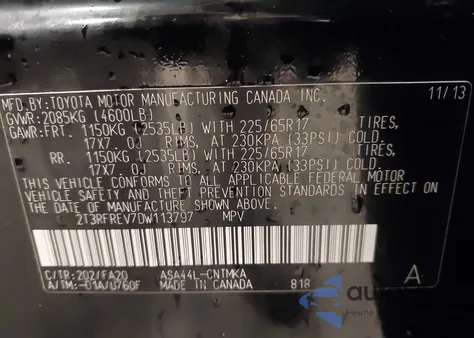 MFD. BY: TOYOTA MOTOR MANUFACTURING CANADA INC. 11/13
GVWR: 2085KG (4600LB)
GAWR: FRT. 1150KG (2535LB) WITH 225/65R17 TIRES,
17X7.0J RIMS, AT 230KPA (33PSI) COLD.
RR. 1150KG (2535LB) WITH 225/65R17 TIRES,
17X7.0J RIMS, AT 230KPA (33PSI) COLD.
THIS VEHICLE CONFORMS TO ALL APPLICABLE FEDERAL MOTOR
VEHICLE SAFETY AND THEFT PREVENTION STANDARDS IN EFFECT ON
THE DATE OF MANUFACTURE SHOWN ABOVE.
2T3RFREV7DW113797 MPV
C/TR: 202/FA20 ASA44L-CNTMKA
A/TM: -01A/U760F MADE IN CANADA 818 A